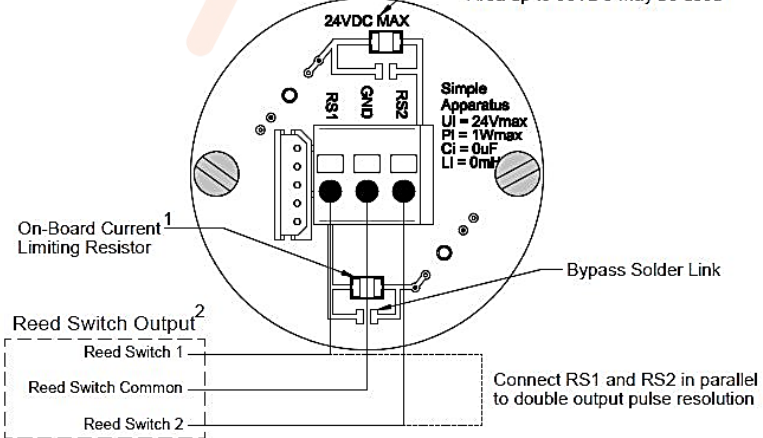 24VDC MAX
RS1
GND
RS2
Simple
Apparatus
Ui = 24Vmax
Pi = 1Wmax
Ci = 0uF
Li = 0mH
On-Board Current 1
Limiting Resistor
Bypass Solder Link
Reed Switch Output 2
Reed Switch 1
Reed Switch Common
Reed Switch 2
Connect RS1 and RS2 in parallel
to double output pulse resolution